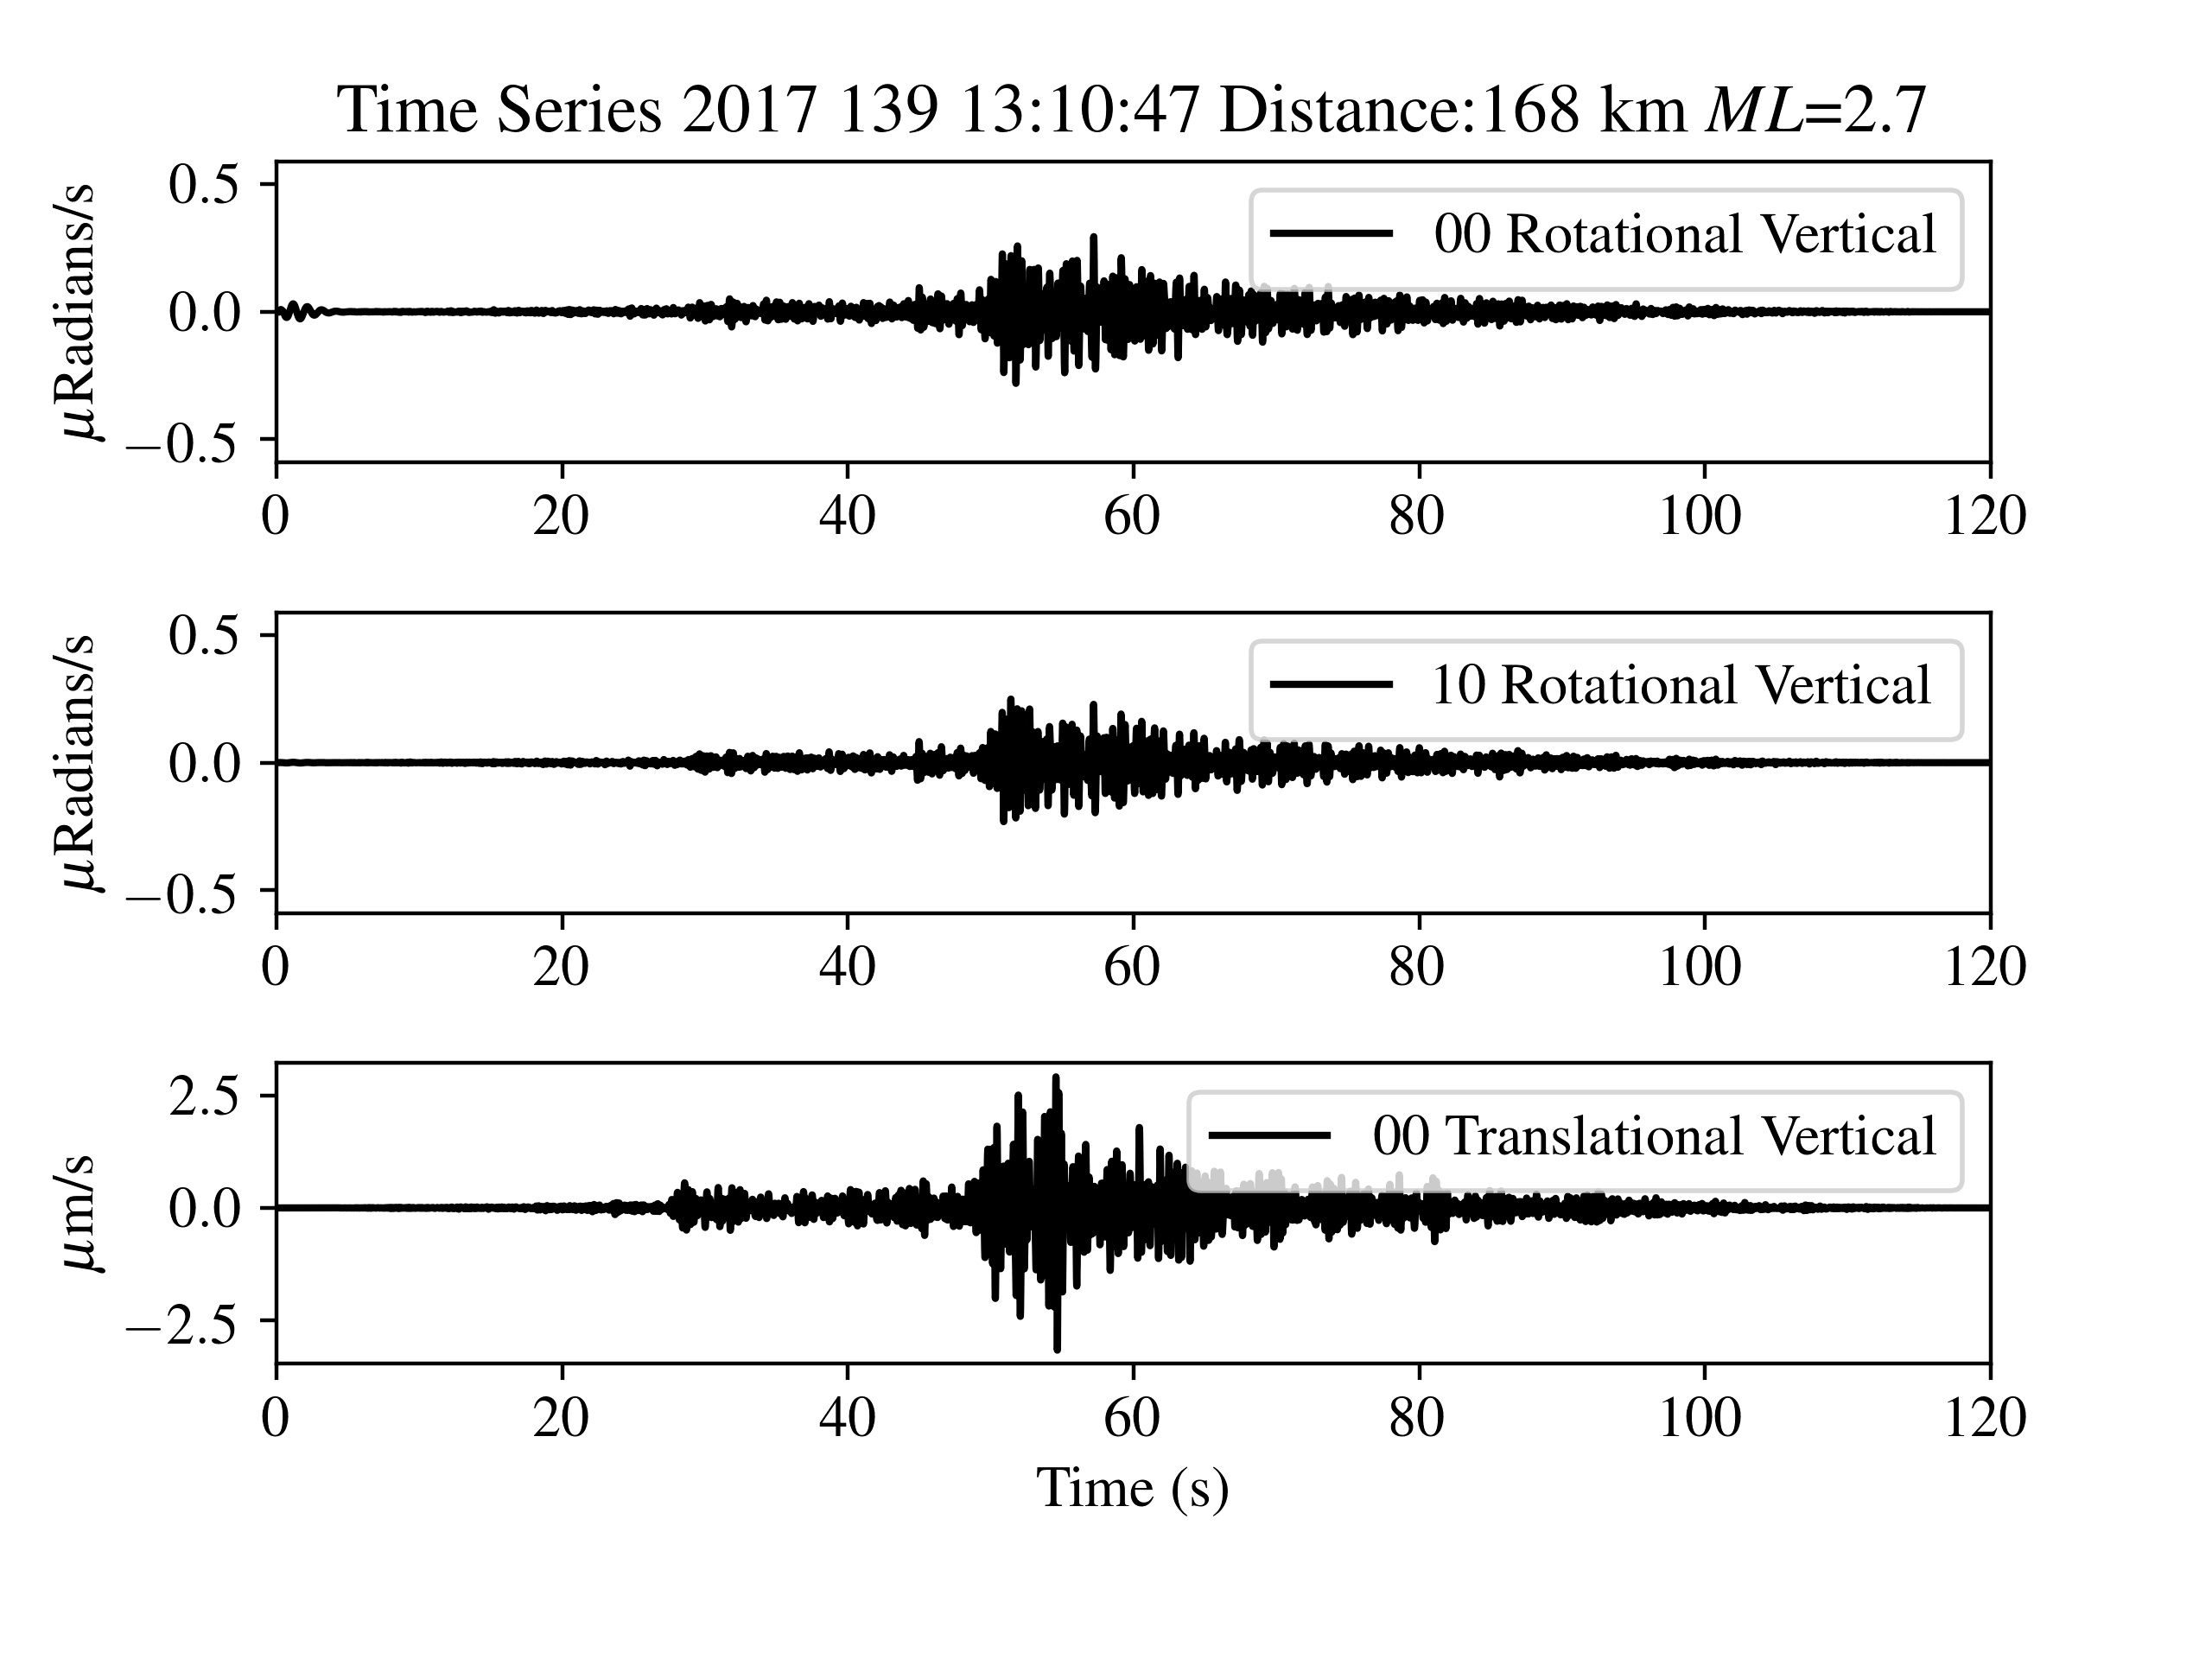 Time Series 2017 139 13:10:47 Distance:168 km ML=2.7
μRadians/s
0.5
0.0
−0.5
00 Rotational Vertical
0 20 40 60 80 100 120
μRadians/s
0.5
0.0
−0.5
10 Rotational Vertical
0 20 40 60 80 100 120
μm/s
2.5
0.0
−2.5
00 Translational Vertical
0 20 40 60 80 100 120
Time (s)